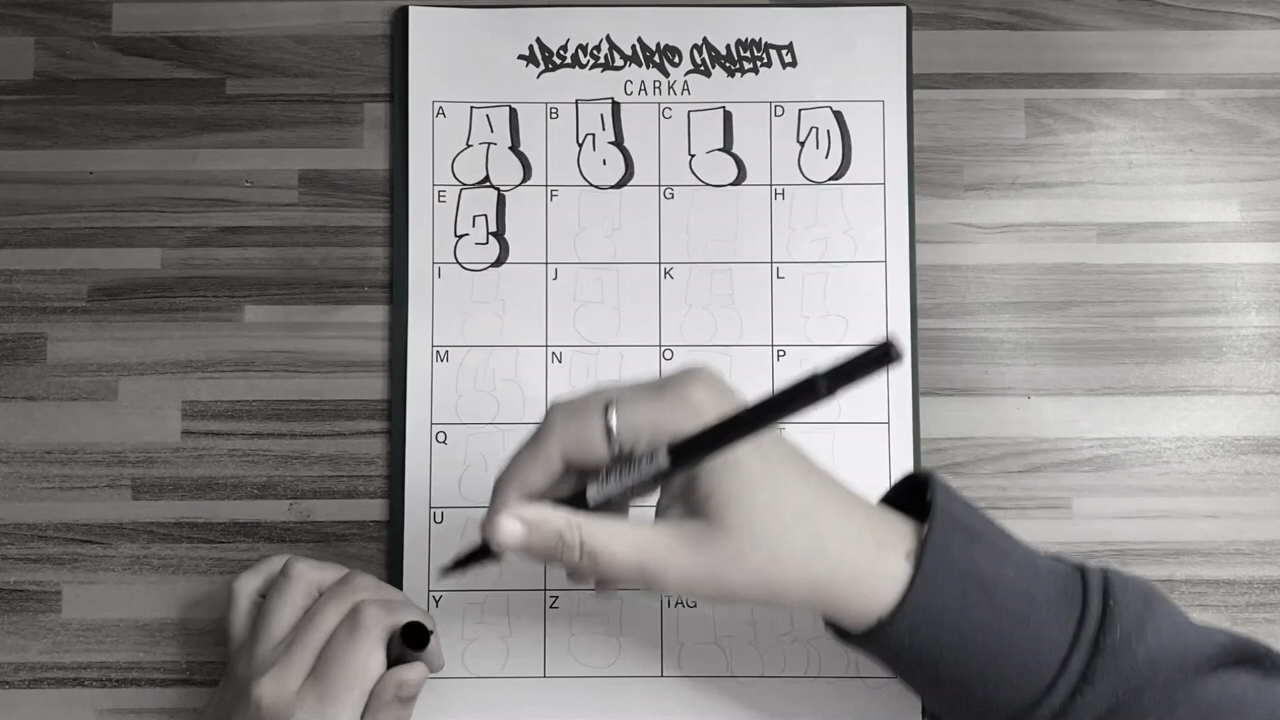 ABECEDARIO GRAFFITI
CARKA
A B C D
A B C D
E F G H
E
I J K L
M N O P
Q T
U
Y Z TAG